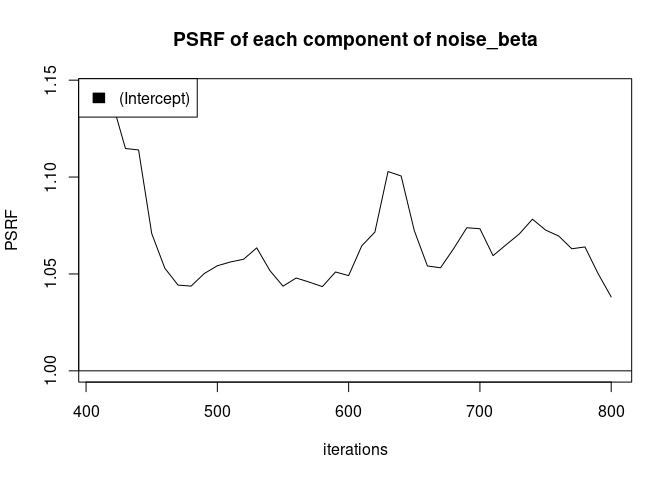 PSRF of each component of noise_beta
(Intercept)
PSRF
1.15
1.10
1.05
1.00
400 500 600 700 800
iterations